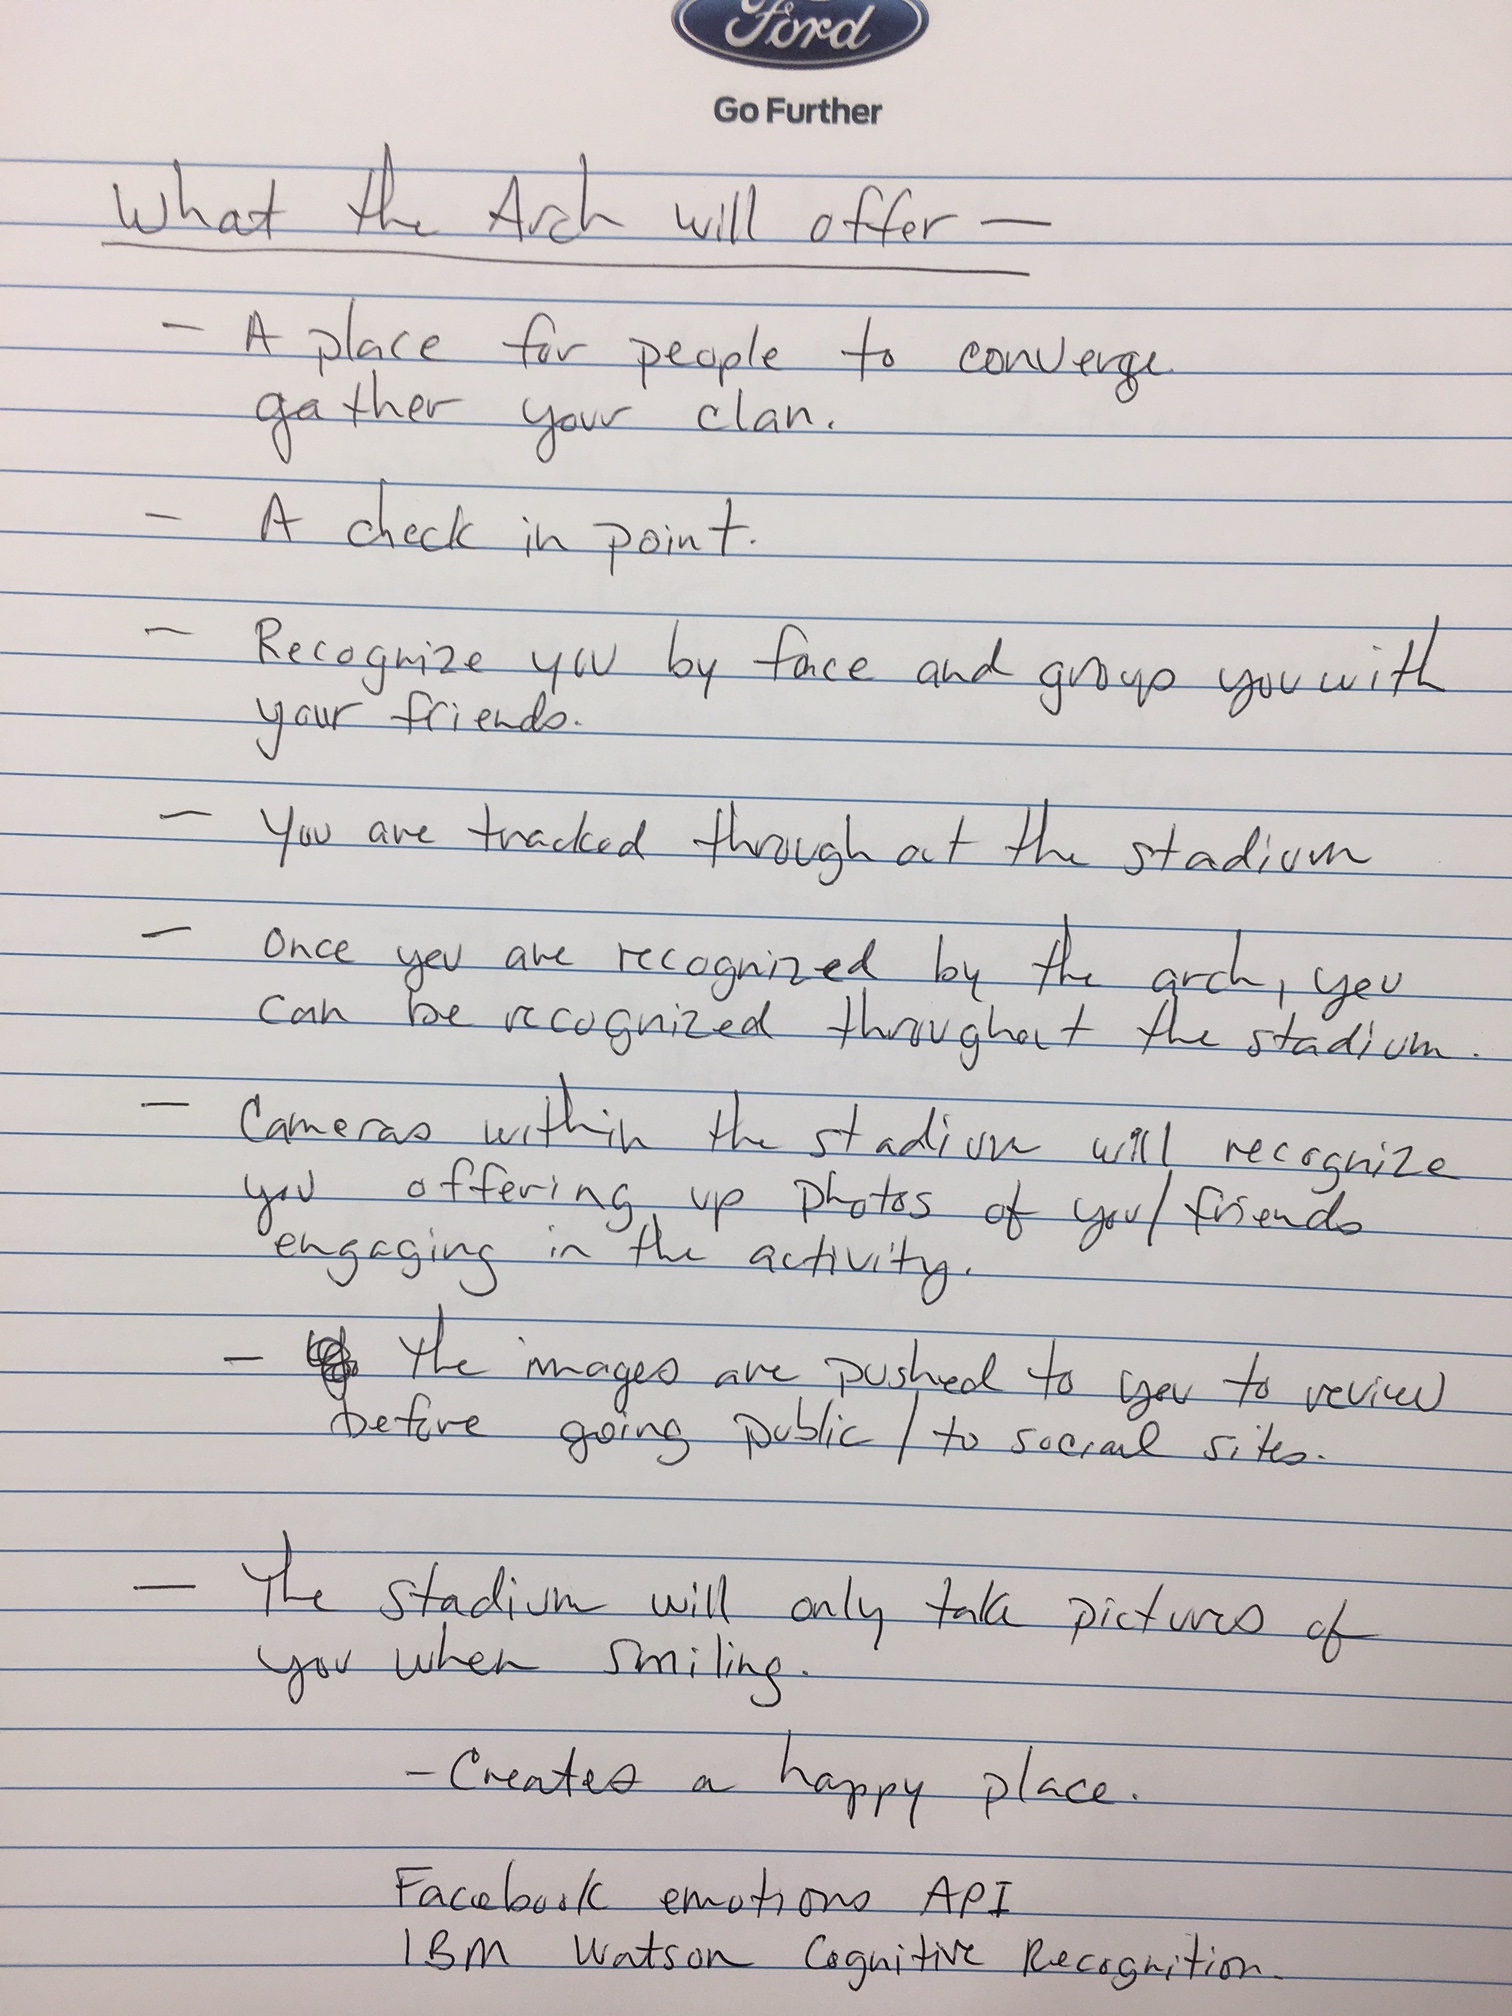 Ford
Go Further
What the Arch will offer —
- A place for people to converge
gather your clan.
- A check in point.
- Recognize you by face and group you with
your friends.
- You are tracked throughout the stadium
- Once you are recognized by the arch, you
can be recognized throughout the stadium.
- Cameras within the stadium will recognize
you offering up photos of you/friends
engaging in the activity.
- The images are pushed to you to review
before going public / to social sites.
- The stadium will only take pictures of
you when smiling.
- Creates a happy place.
Facebook emotions API
IBM Watson Cognitive Recognition.